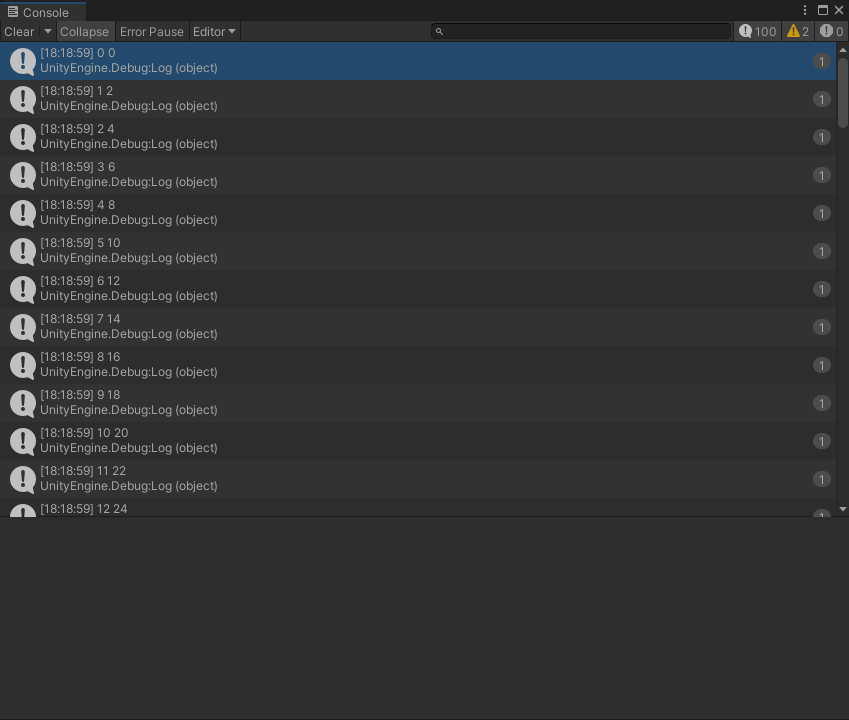 Console
Clear Collapse Error Pause Editor 100 2 0
[18:18:59] 0 0 1
UnityEngine.Debug:Log (object)
[18:18:59] 1 2 1
UnityEngine.Debug:Log (object)
[18:18:59] 2 4 1
UnityEngine.Debug:Log (object)
[18:18:59] 3 6 1
UnityEngine.Debug:Log (object)
[18:18:59] 4 8 1
UnityEngine.Debug:Log (object)
[18:18:59] 5 10 1
UnityEngine.Debug:Log (object)
[18:18:59] 6 12 1
UnityEngine.Debug:Log (object)
[18:18:59] 7 14 1
UnityEngine.Debug:Log (object)
[18:18:59] 8 16 1
UnityEngine.Debug:Log (object)
[18:18:59] 9 18 1
UnityEngine.Debug:Log (object)
[18:18:59] 10 20 1
UnityEngine.Debug:Log (object)
[18:18:59] 11 22 1
UnityEngine.Debug:Log (object)
[18:18:59] 12 24 1